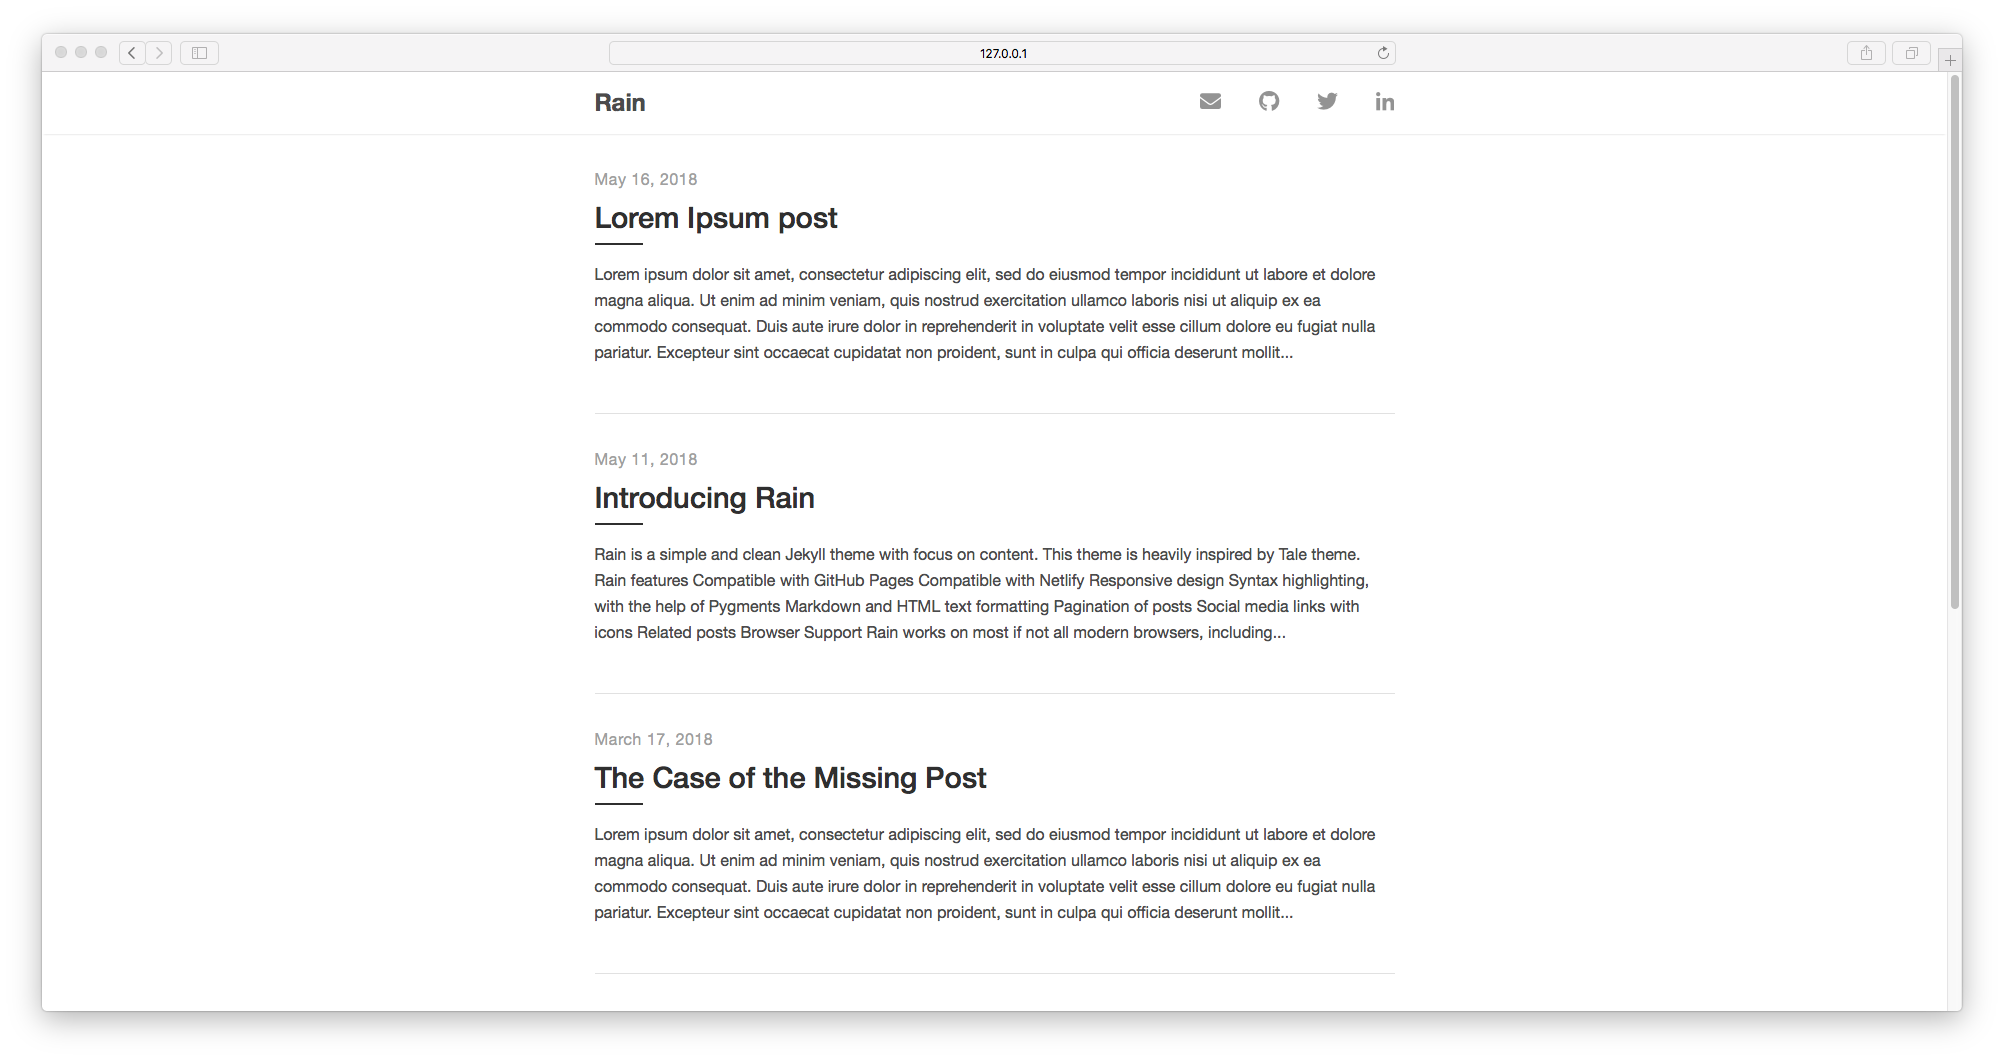 127.0.0.1
Rain
May 16, 2018
Lorem Ipsum post
Lorem ipsum dolor sit amet, consectetur adipiscing elit, sed do eiusmod tempor incididunt ut labore et dolore
magna aliqua. Ut enim ad minim veniam, quis nostrud exercitation ullamco laboris nisi ut aliquip ex ea
commodo consequat. Duis aute irure dolor in reprehenderit in voluptate velit esse cillum dolore eu fugiat nulla
pariatur. Excepteur sint occaecat cupidatat non proident, sunt in culpa qui officia deserunt mollit...
May 11, 2018
Introducing Rain
Rain is a simple and clean Jekyll theme with focus on content. This theme is heavily inspired by Tale theme.
Rain features Compatible with GitHub Pages Compatible with Netlify Responsive design Syntax highlighting,
with the help of Pygments Markdown and HTML text formatting Pagination of posts Social media links with
icons Related posts Browser Support Rain works on most if not all modern browsers, including...
March 17, 2018
The Case of the Missing Post
Lorem ipsum dolor sit amet, consectetur adipiscing elit, sed do eiusmod tempor incididunt ut labore et dolore
magna aliqua. Ut enim ad minim veniam, quis nostrud exercitation ullamco laboris nisi ut aliquip ex ea
commodo consequat. Duis aute irure dolor in reprehenderit in voluptate velit esse cillum dolore eu fugiat nulla
pariatur. Excepteur sint occaecat cupidatat non proident, sunt in culpa qui officia deserunt mollit...